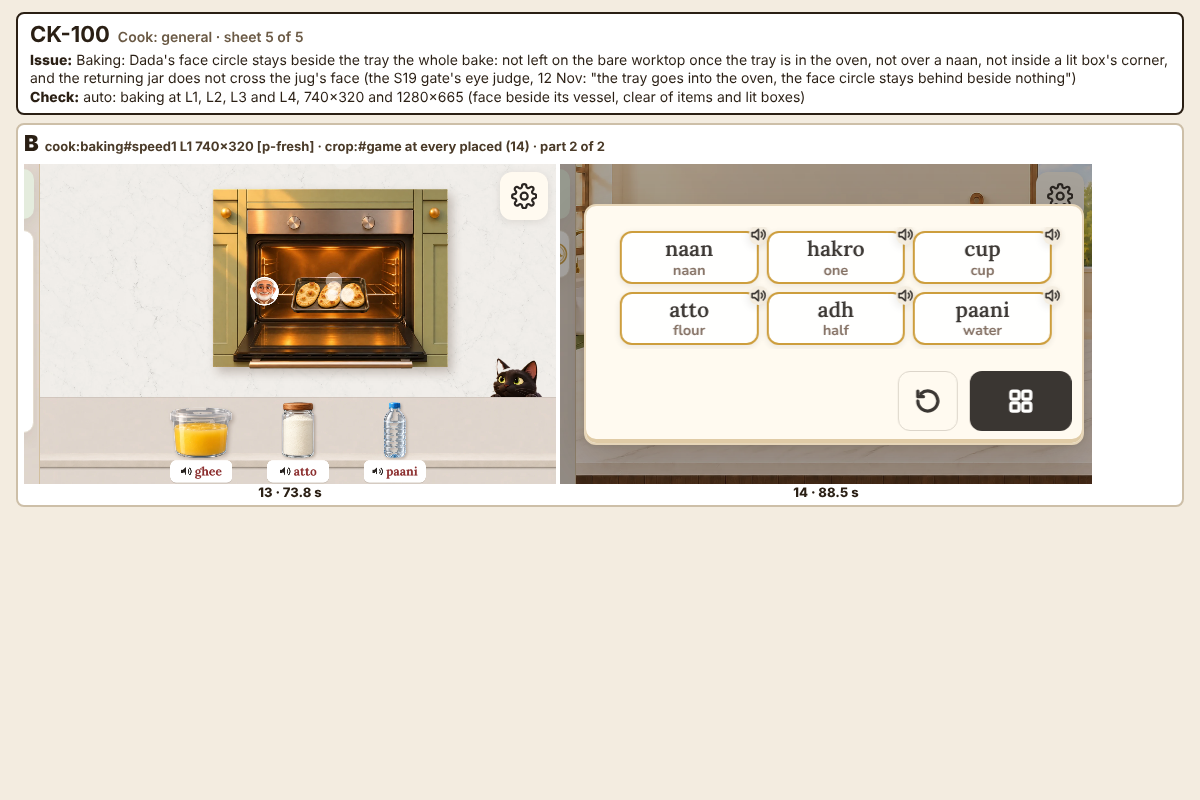 CK-100 Cook: general · sheet 5 of 5
Issue: Baking: Dada's face circle stays beside the tray the whole bake: not left on the bare worktop once the tray is in the oven, not over a naan, not inside a lit box's corner,
and the returning jar does not cross the jug's face (the S19 gate's eye judge, 12 Nov: "the tray goes into the oven, the face circle stays behind beside nothing")
Check: auto: baking at L1, L2, L3 and L4, 740×320 and 1280×665 (face beside its vessel, clear of items and lit boxes)
B cook:baking#speed1 L1 740×320 [p-fresh] · crop:#game at every placed (14) · part 2 of 2
ghee atto paani
13 · 73.8 s
naan hakro cup
naan one cup
atto adh paani
flour half water
14 · 88.5 s